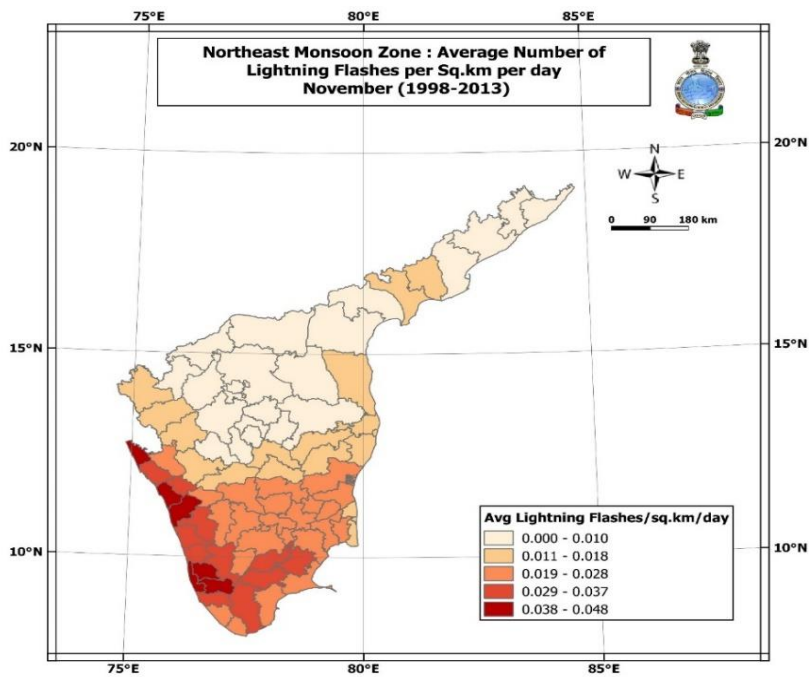 75°E 80°E 85°E
Northeast Monsoon Zone : Average Number of
Lightning Flashes per Sq.km per day
November (1998-2013)
20°N 20°N
N
W E
S
0 90 180 km
15°N 15°N
10°N 10°N
Avg Lightning Flashes/sq.km/day
0.000 - 0.010
0.011 - 0.018
0.019 - 0.028
0.029 - 0.037
0.038 - 0.048
75°E 80°E 85°E